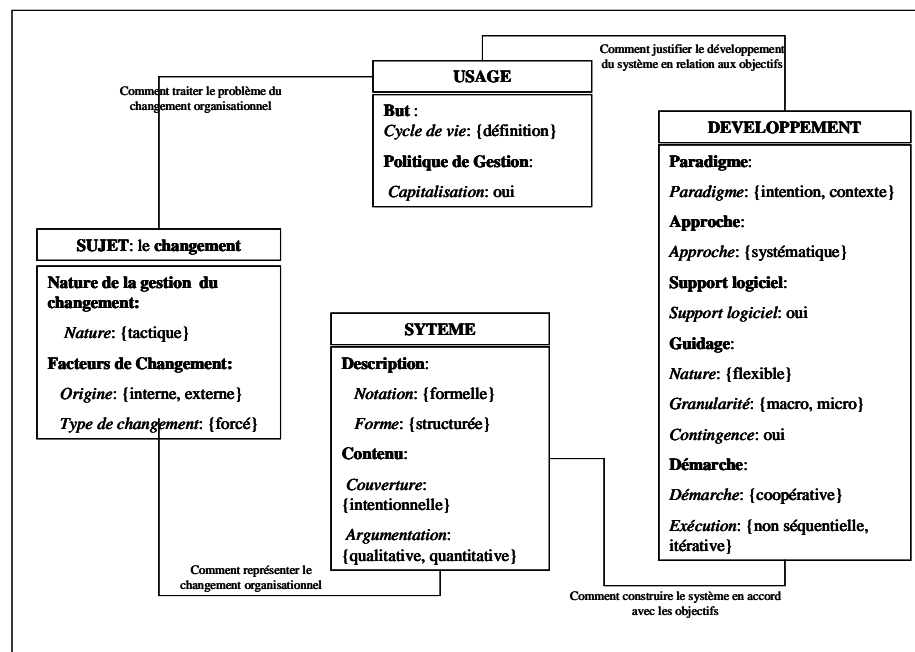 Comment justifier le développement
du système en relation aux objectifs
USAGE
Comment traiter le problème du
changement organisationnel
But :
Cycle de vie: {définition}
Politique de Gestion:
Capitalisation: oui
DEVELOPPEMENT
Paradigme:
Paradigme: {intention, contexte}
Approche:
Approche: {systématique}
Support logiciel:
Support logiciel: oui
Guidage:
Nature: {flexible}
Granularité: {macro, micro}
Contingence: oui
Démarche:
Démarche: {coopérative}
Exécution: {non séquentielle,
itérative}
SUJET: le changement
Nature de la gestion du
changement:
Nature: {tactique}
Facteurs de Changement:
Origine: {interne, externe}
Type de changement: {forcé}
SYTEME
Description:
Notation: {formelle}
Forme: {structurée}
Contenu:
Couverture:
{intentionnelle}
Argumentation:
{qualitative, quantitative}
Comment représenter le
changement organisationnel
Comment construire le système en accord
avec les objectifs